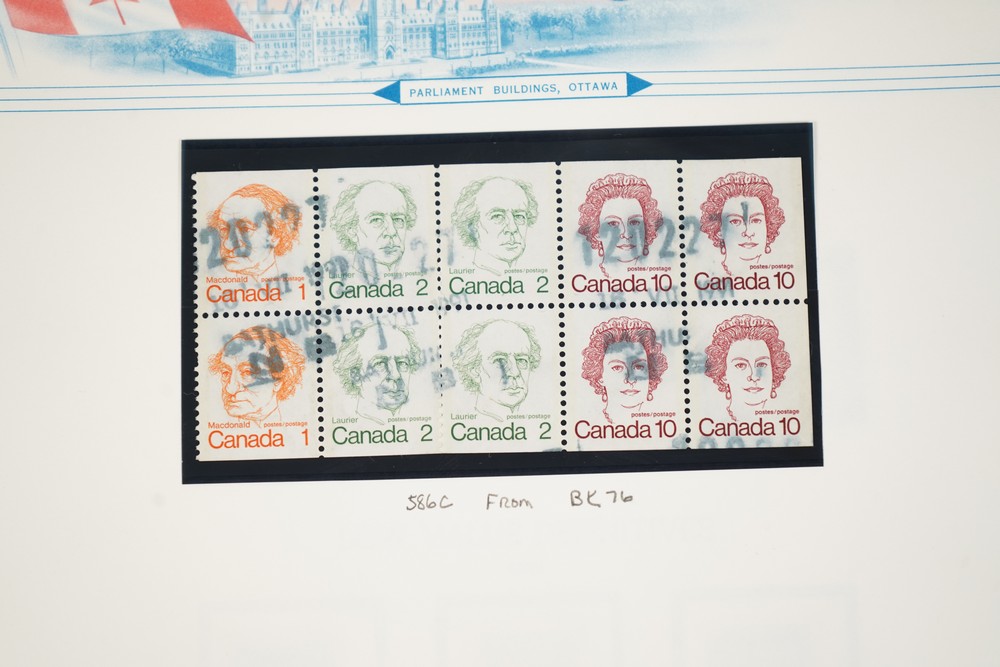 PARLIAMENT BUILDINGS, OTTAWA
Macdonald postes/postage
Canada 1
Laurier postes/postage
Canada 2
Laurier postes/postage
Canada 2
postes/postage
Canada 10
postes/postage
Canada 10
BATHURST
Macdonald postes/postage
Canada 1
Laurier postes/postage
Canada 2
Laurier postes/postage
Canada 2
postes/postage
Canada 10
postes/postage
Canada 10
586c From BK76